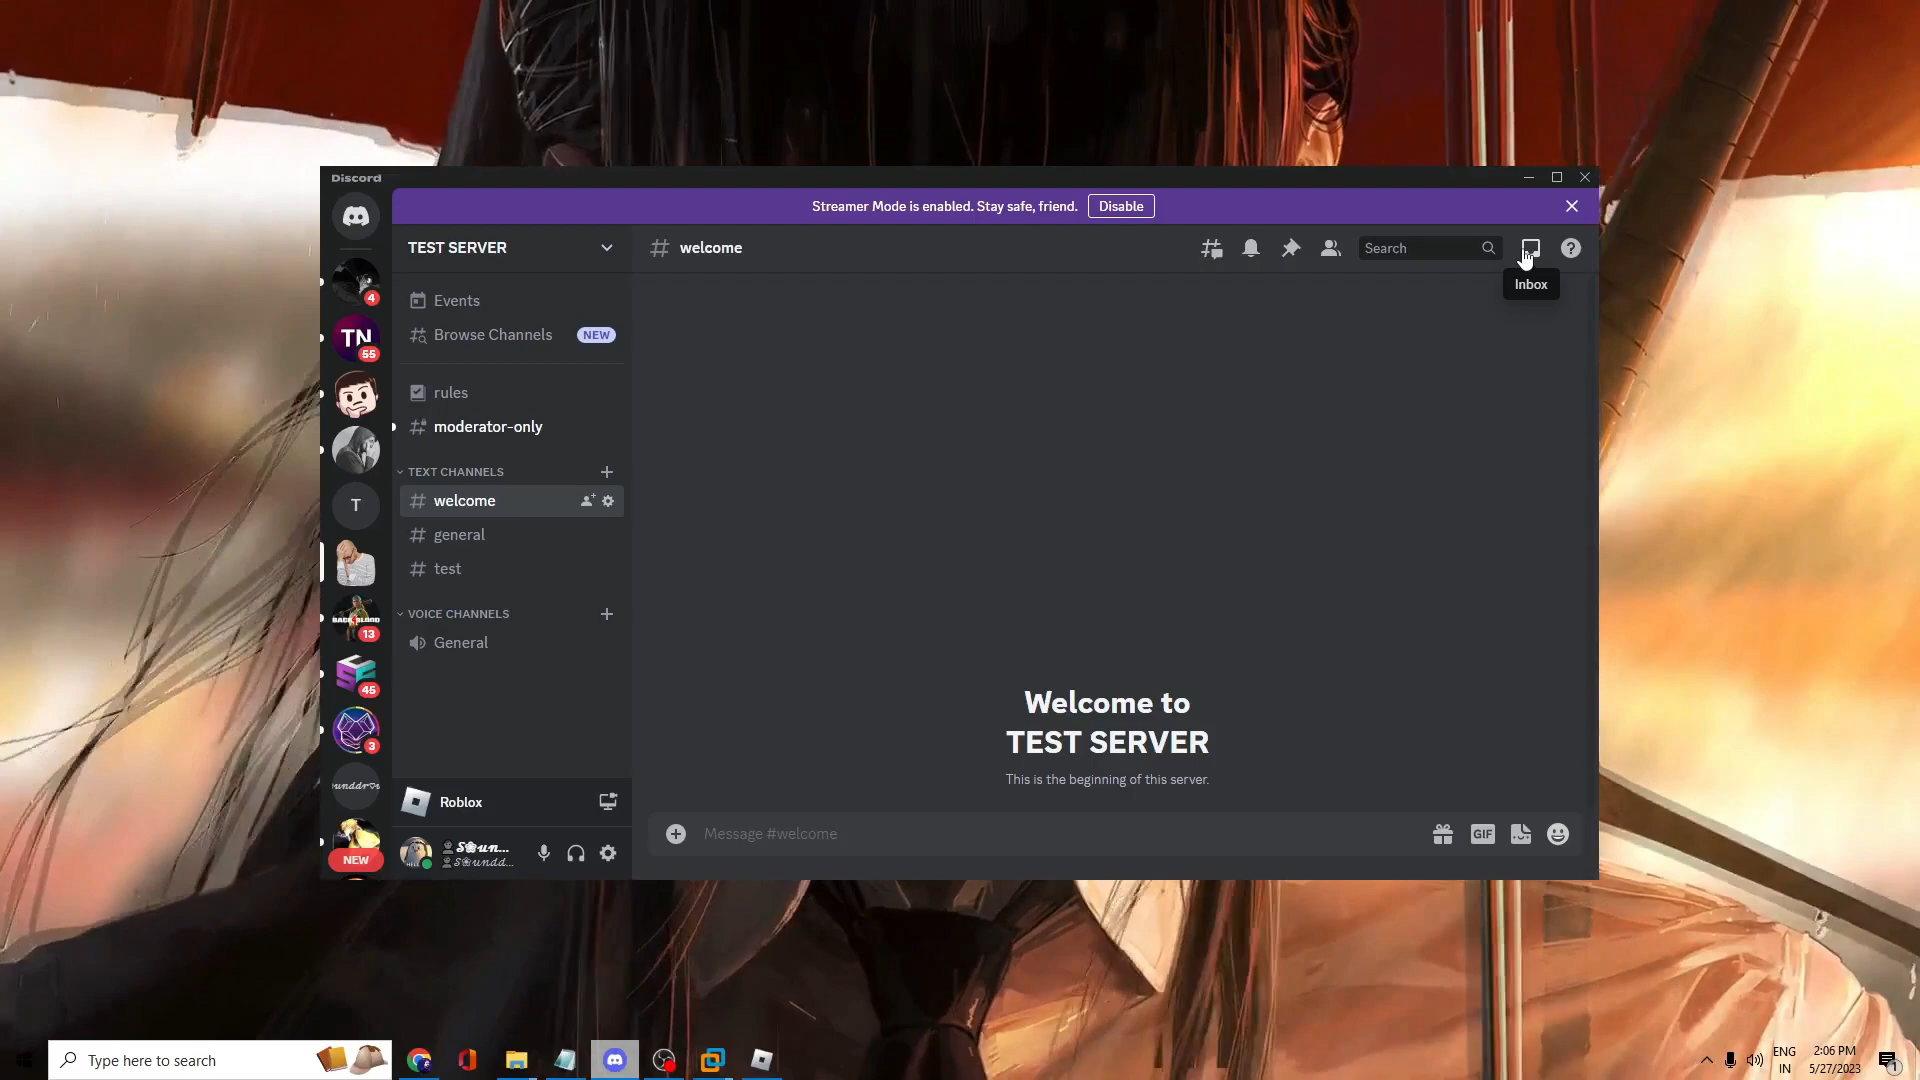 Discord
Streamer Mode is enabled. Stay safe, friend. Disable
TEST SERVER
welcome
Search
Inbox
Events
Browse Channels NEW
rules
moderator-only
TEXT CHANNELS
welcome
general
test
VOICE CHANNELS
General
4
TN
55
T
13
45
3
NEW
Welcome to
TEST SERVER
This is the beginning of this server.
Roblox
Message #welcome
GIF
Type here to search
ENG
IN
2:06 PM
5/27/2023
1